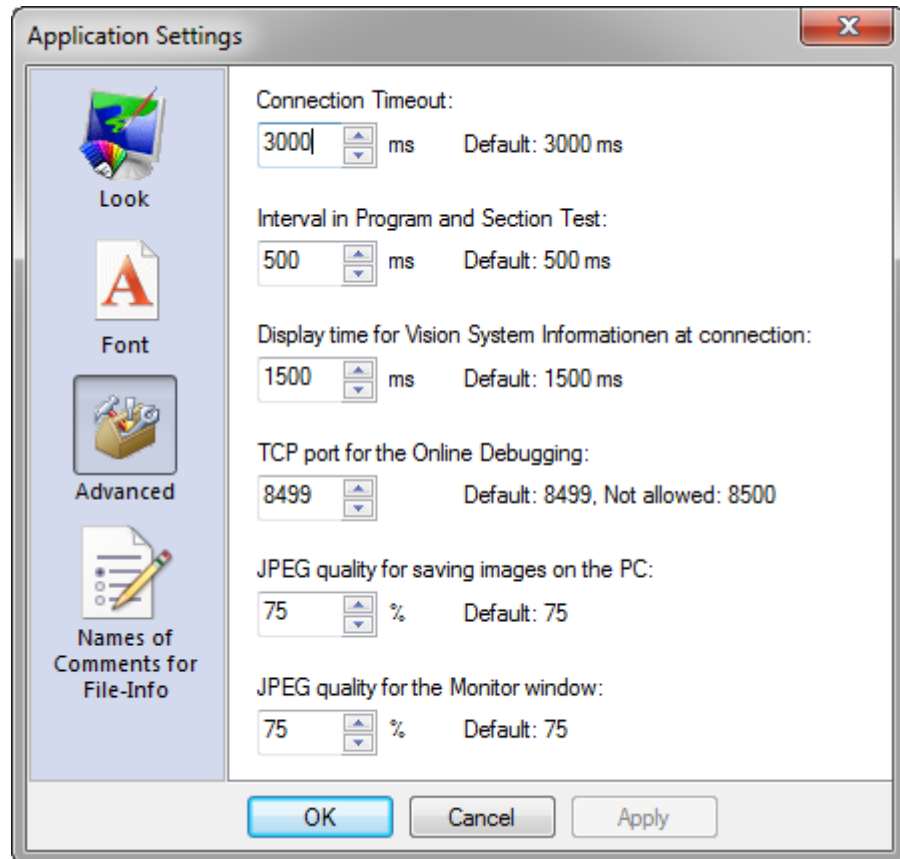 Application Settings
Look
Font
Advanced
Names of
Comments for
File-Info
Connection Timeout:
3000 ms Default: 3000 ms
Interval in Program and Section Test:
500 ms Default: 500 ms
Display time for Vision System Informationen at connection:
1500 ms Default: 1500 ms
TCP port for the Online Debugging:
8499 Default: 8499, Not allowed: 8500
JPEG quality for saving images on the PC:
75 % Default: 75
JPEG quality for the Monitor window:
75 % Default: 75
OK Cancel Apply